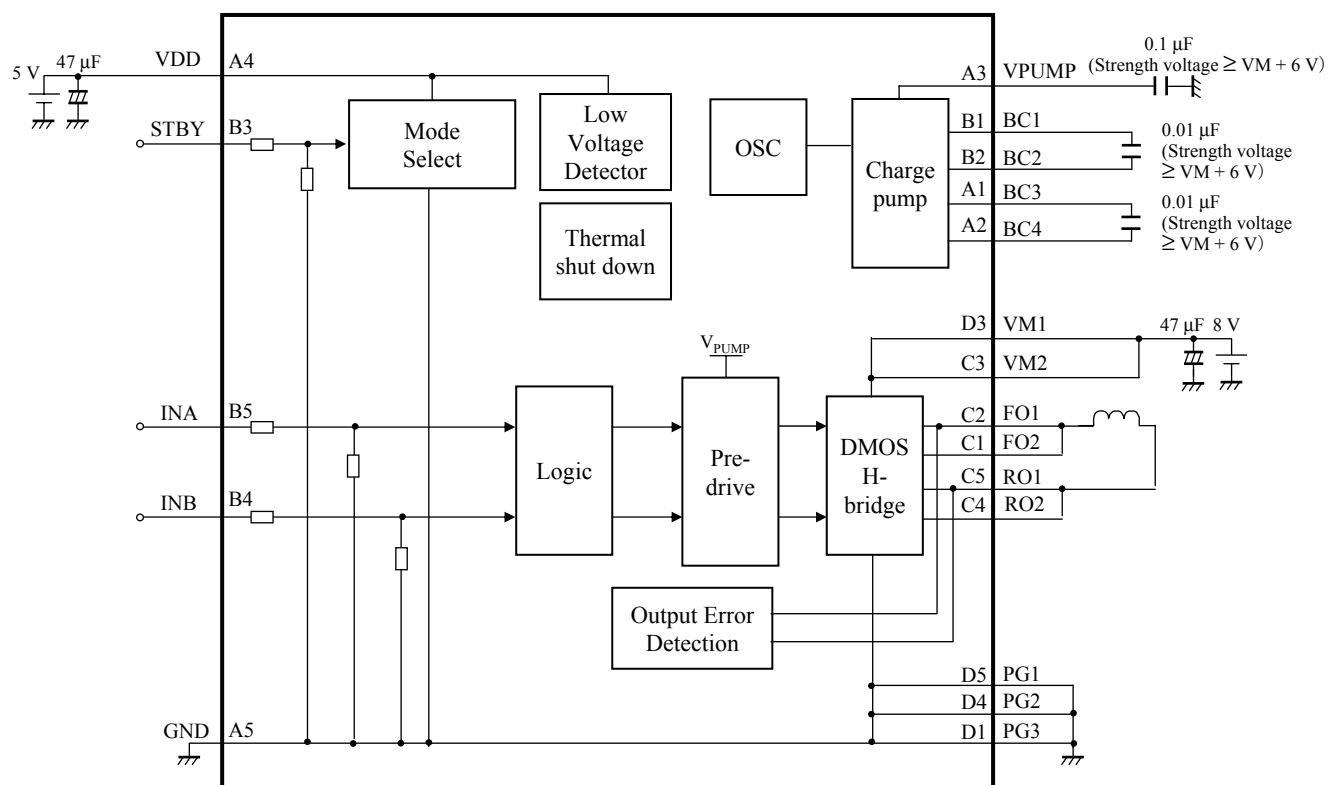 5 V
47 μF
VDD
A4
STBY
B3
Mode
Select
Low
Voltage
Detector
Thermal
shut down
OSC
Charge
pump
A3
VPUMP
0.1 μF
(Strength voltage ≧ VM + 6 V)
B1
BC1
B2
BC2
0.01 μF
(Strength voltage
≧ VM + 6 V)
A1
BC3
A2
BC4
0.01 μF
(Strength voltage
≧ VM + 6 V)
D3
VM1
C3
VM2
47 μF
8 V
VPUMP
INA
B5
INB
B4
Logic
Pre-
drive
DMOS
H-
bridge
C2
FO1
C1
FO2
C5
RO1
C4
RO2
Output Error
Detection
D5
PG1
D4
PG2
D1
PG3
GND
A5